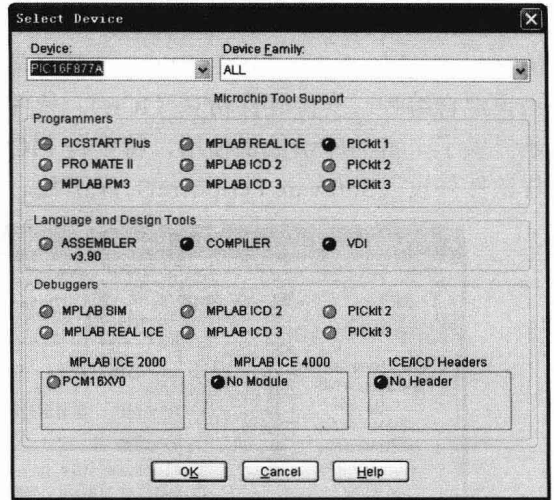 Select Device
Device: Device Family:
PIC16F877A ALL
Microchip Tool Support
Programmers
PICSTART Plus MPLAB REAL ICE PICkit 1
PRO MATE II MPLAB ICD 2 PICkit 2
MPLAB PM3 MPLAB ICD 3 PICkit 3
Language and Design Tools
ASSEMBLER COMPILER VDI
v3.90
Debuggers
MPLAB SIM MPLAB ICD 2 PICkit 2
MPLAB REAL ICE MPLAB ICD 3 PICkit 3
MPLAB ICE 2000 MPLAB ICE 4000 ICE/ICD Headers
PCM16XV0 No Module No Header
OK Cancel Help